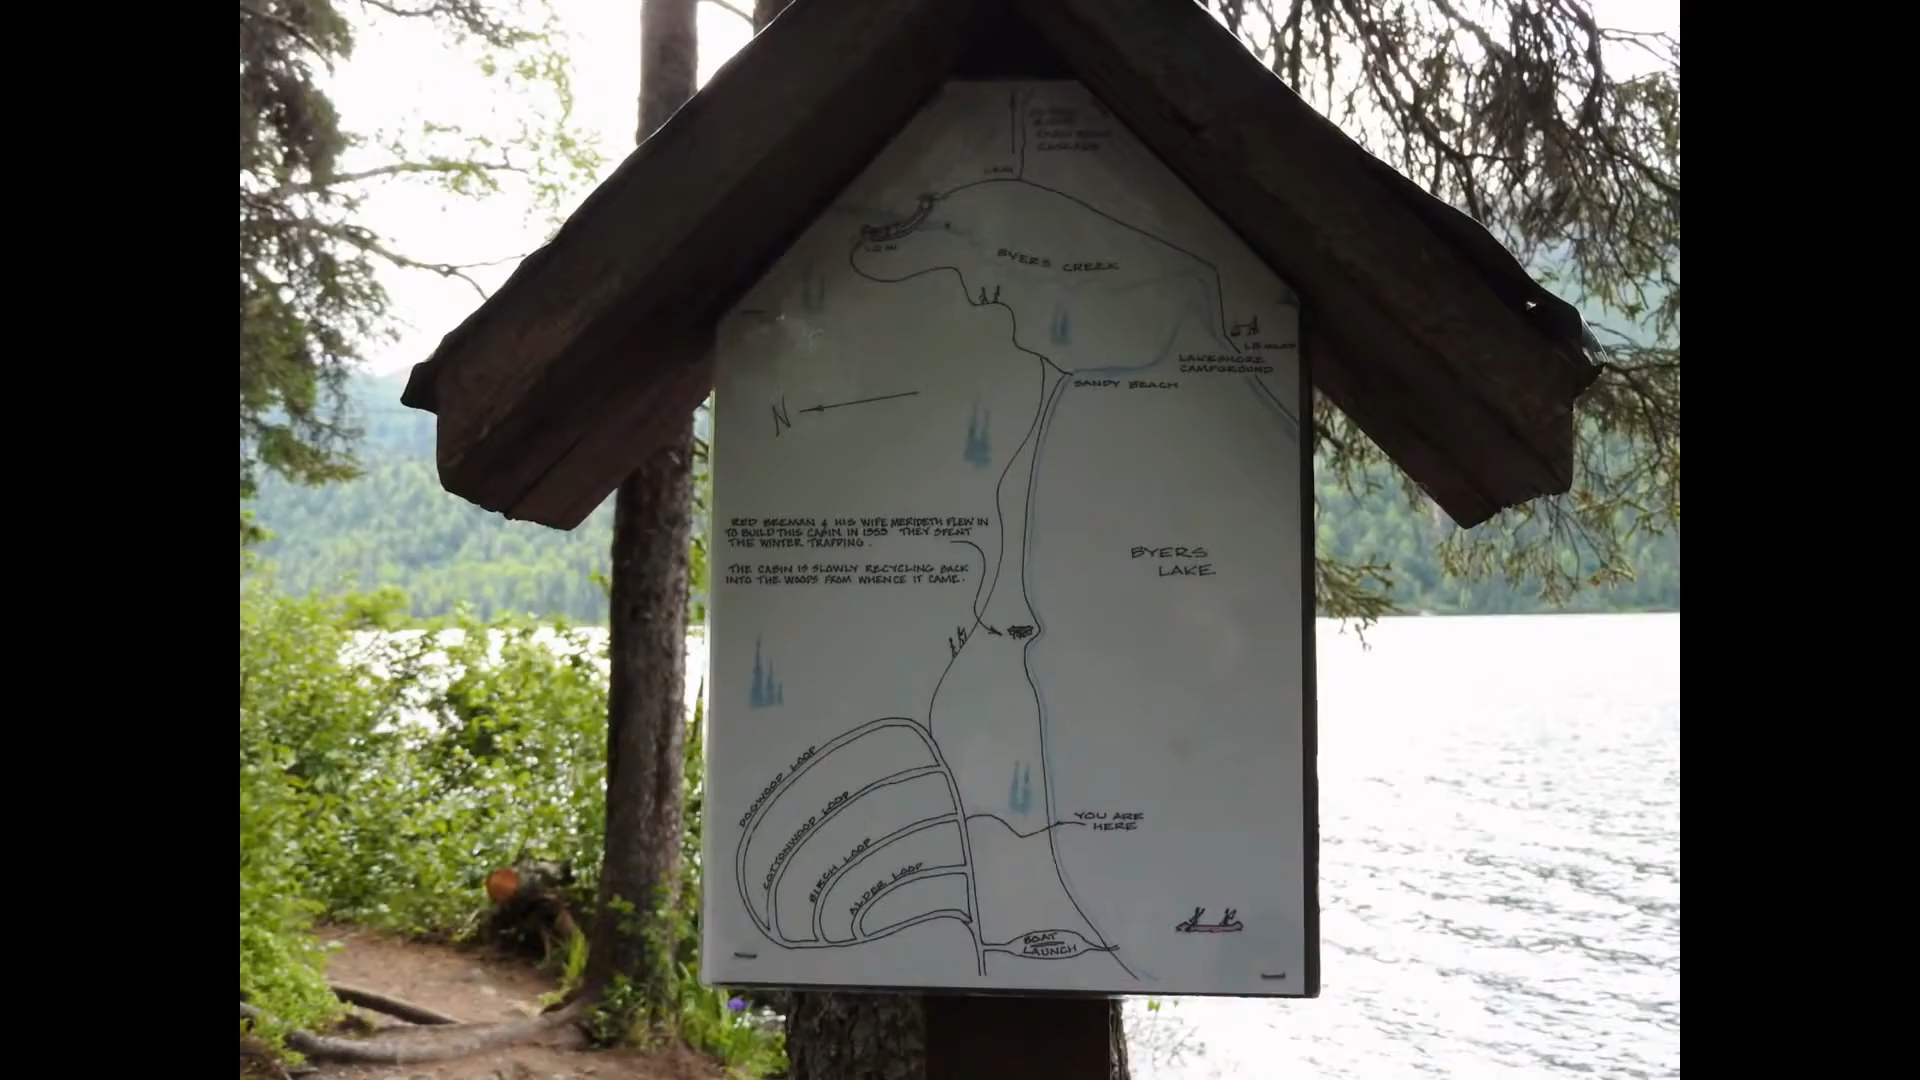 BYERS CREEK
LAKESHORE
CAMPGROUND
SANDY BEACH
N
RED BEEMAN & HIS WIFE MERIDETH FLEW IN
TO BUILD THIS CABIN IN 1955 THEY SPENT
THE WINTER TRAPPING.
THE CABIN IS SLOWLY RECYCLING BACK
INTO THE WOODS FROM WHENCE IT CAME.
BYERS
LAKE
DOGWOOD LOOP
COTTONWOOD LOOP
BIRCH LOOP
ALDER LOOP
YOU ARE
HERE
BOAT
LAUNCH